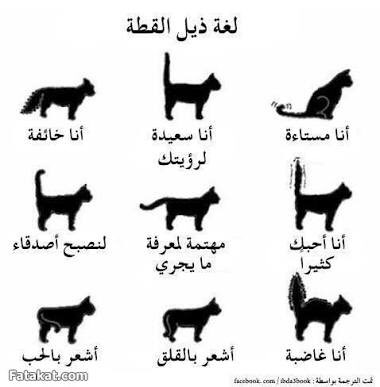 لغة ذيل القطة
أنا مستاءة
أنا سعيدة
لرؤيتك
أنا خائفة
أنا أحبك
كثيراً
مهتمة لمعرفة
ما يجري
لنصبح أصدقاء
أنا غاضبة
أشعر بالقلق
أشعر بالحب
تمت الترجمة بواسطة : facebook.com / ibda3book
Fatakat.com